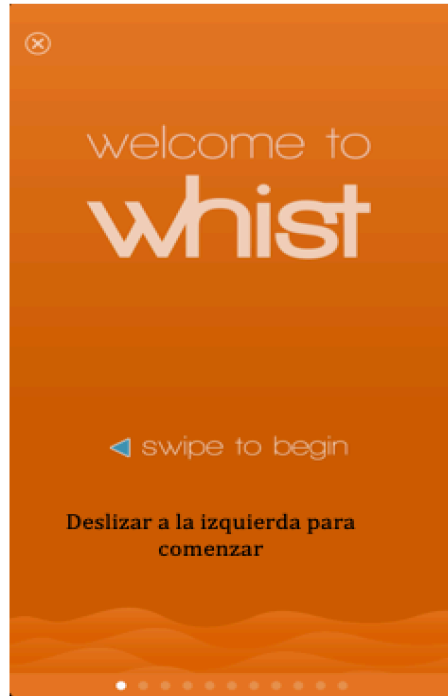 welcome to
whist
swipe to begin
Deslizar a la izquierda para
comenzar